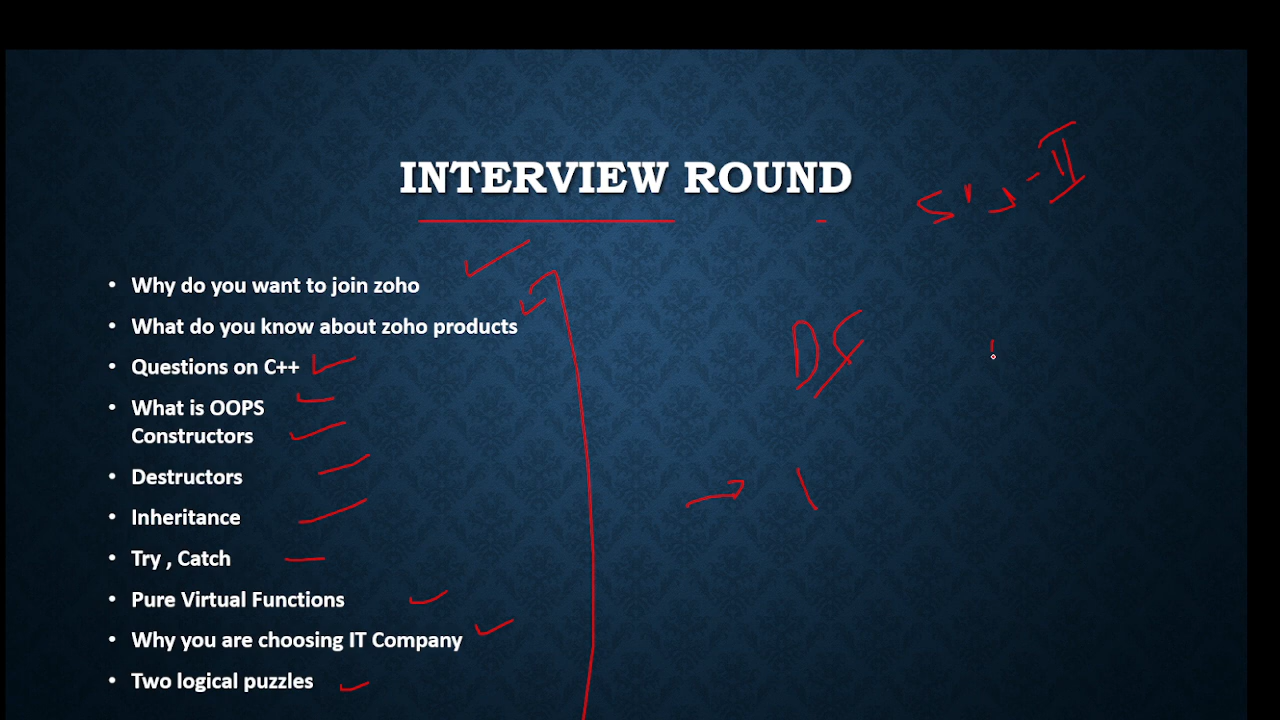 INTERVIEW ROUND
• Why do you want to join zoho
• What do you know about zoho products
• Questions on C++
• What is OOPS
Constructors
• Destructors
• Inheritance
• Try , Catch
• Pure Virtual Functions
• Why you are choosing IT Company
• Two logical puzzles